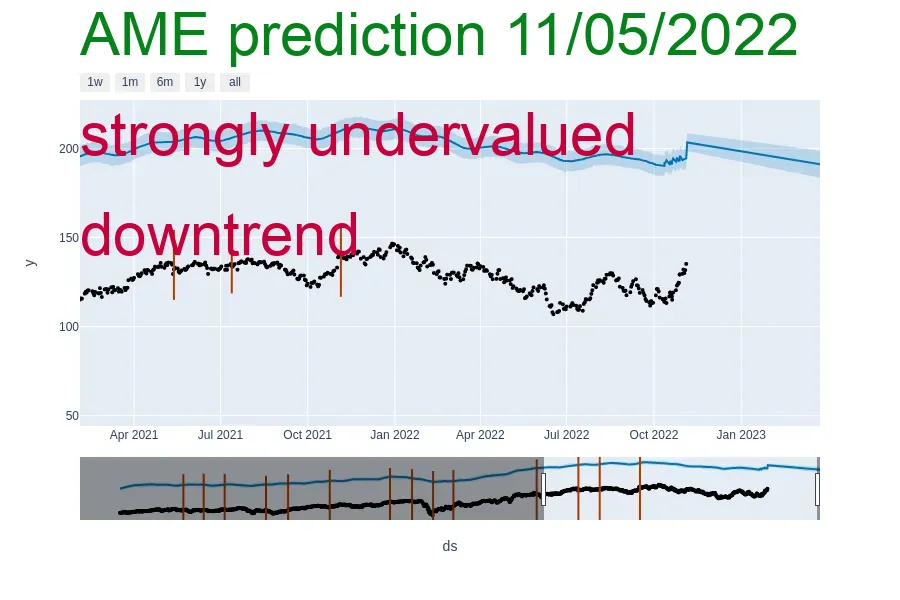 AME prediction 11/05/2022
1w 1m 6m 1y all
strongly undervalued
200
downtrend
150
y
100
50
Apr 2021 Jul 2021 Oct 2021 Jan 2022 Apr 2022 Jul 2022 Oct 2022 Jan 2023
ds